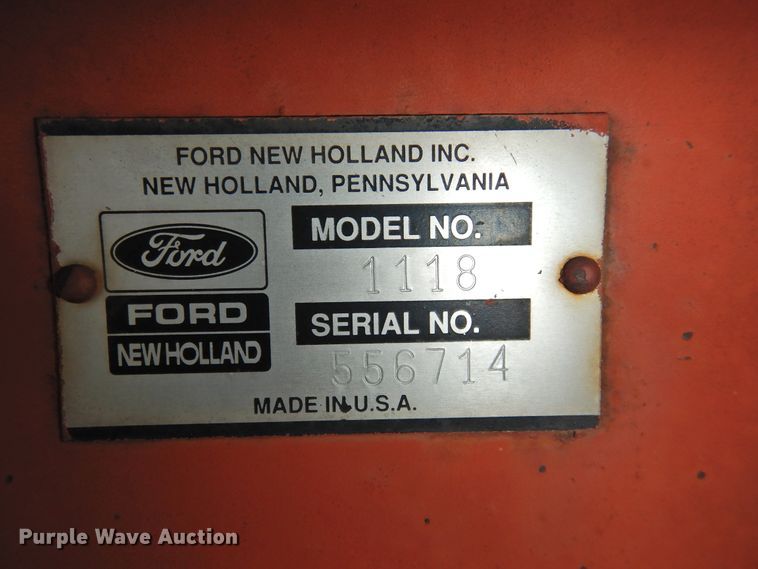 FORD NEW HOLLAND INC.
NEW HOLLAND, PENNSYLVANIA
Ford
FORD
NEW HOLLAND
MODEL NO.
1118
SERIAL NO.
556714
MADE IN U.S.A.
Purple Wave Auction